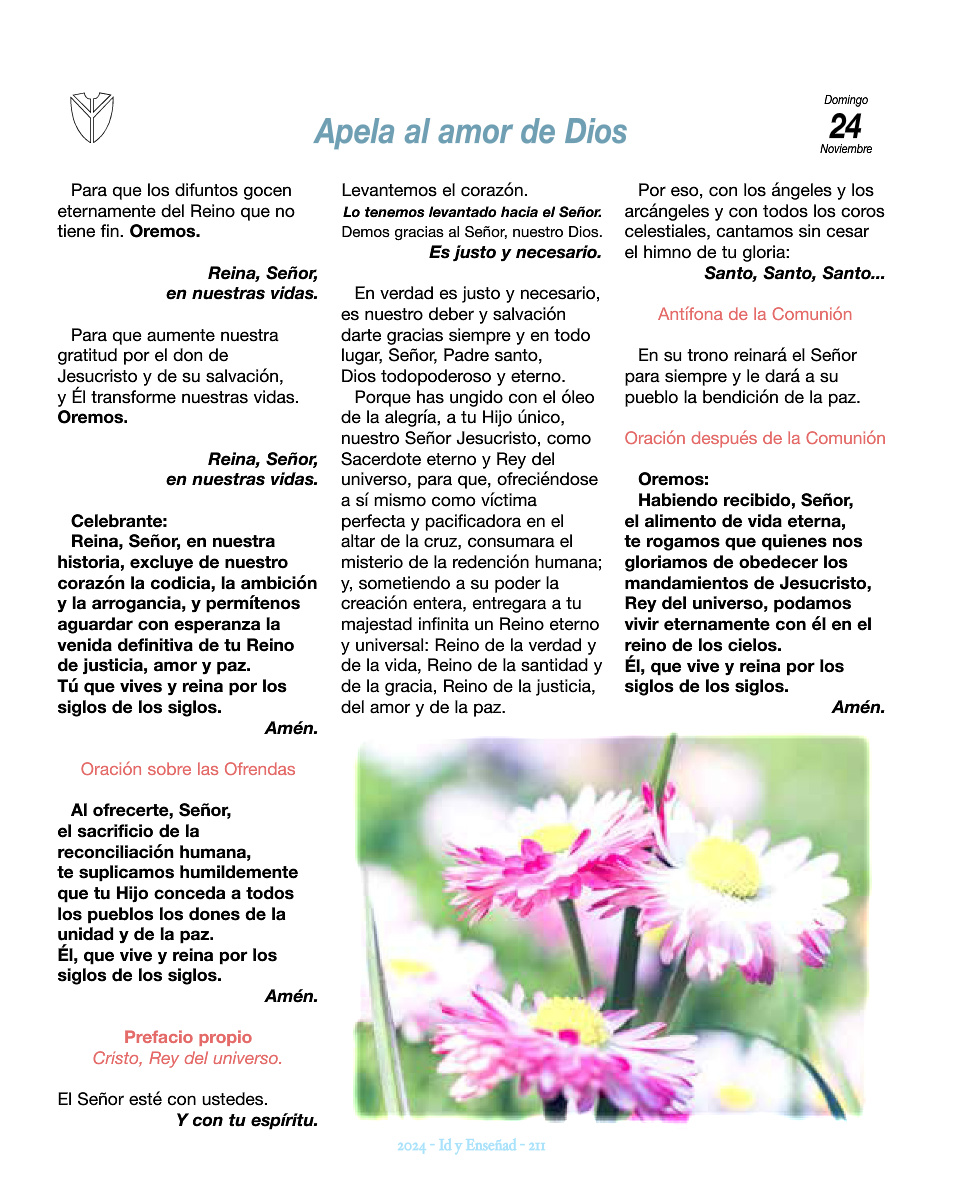 Domingo
24
Noviembre
Apela al amor de Dios
Para que los difuntos gocen
eternamente del Reino que no
tiene fin. Oremos.
Reina, Señor,
en nuestras vidas.
Para que aumente nuestra
gratitud por el don de
Jesucristo y de su salvación,
y Él transforme nuestras vidas.
Oremos.
Reina, Señor,
en nuestras vidas.
Celebrante:
Reina, Señor, en nuestra
historia, excluye de nuestro
corazón la codicia, la ambición
y la arrogancia, y permítenos
aguardar con esperanza la
venida definitiva de tu Reino
de justicia, amor y paz.
Tú que vives y reina por los
siglos de los siglos.
Amén.
Oración sobre las Ofrendas
Al ofrecerte, Señor,
el sacrificio de la
reconciliación humana,
te suplicamos humildemente
que tu Hijo conceda a todos
los pueblos los dones de la
unidad y de la paz.
Él, que vive y reina por los
siglos de los siglos.
Amén.
Prefacio propio
Cristo, Rey del universo.
El Señor esté con ustedes.
Y con tu espíritu.
Levantemos el corazón.
Lo tenemos levantado hacia el Señor.
Demos gracias al Señor, nuestro Dios.
Es justo y necesario.
En verdad es justo y necesario,
es nuestro deber y salvación
darte gracias siempre y en todo
lugar, Señor, Padre santo,
Dios todopoderoso y eterno.
Porque has ungido con el óleo
de la alegría, a tu Hijo único,
nuestro Señor Jesucristo, como
Sacerdote eterno y Rey del
universo, para que, ofreciéndose
a sí mismo como víctima
perfecta y pacificadora en el
altar de la cruz, consumara el
misterio de la redención humana;
y, sometiendo a su poder la
creación entera, entregara a tu
majestad infinita un Reino eterno
y universal: Reino de la verdad y
de la vida, Reino de la santidad y
de la gracia, Reino de la justicia,
del amor y de la paz.
Por eso, con los ángeles y los
arcángeles y con todos los coros
celestiales, cantamos sin cesar
el himno de tu gloria:
Santo, Santo, Santo...
Antífona de la Comunión
En su trono reinará el Señor
para siempre y le dará a su
pueblo la bendición de la paz.
Oración después de la Comunión
Oremos:
Habiendo recibido, Señor,
el alimento de vida eterna,
te rogamos que quienes nos
gloriamos de obedecer los
mandamientos de Jesucristo,
Rey del universo, podamos
vivir eternamente con él en el
reino de los cielos.
Él, que vive y reina por los
siglos de los siglos.
Amén.
2024 - Id y Enseñad - 211